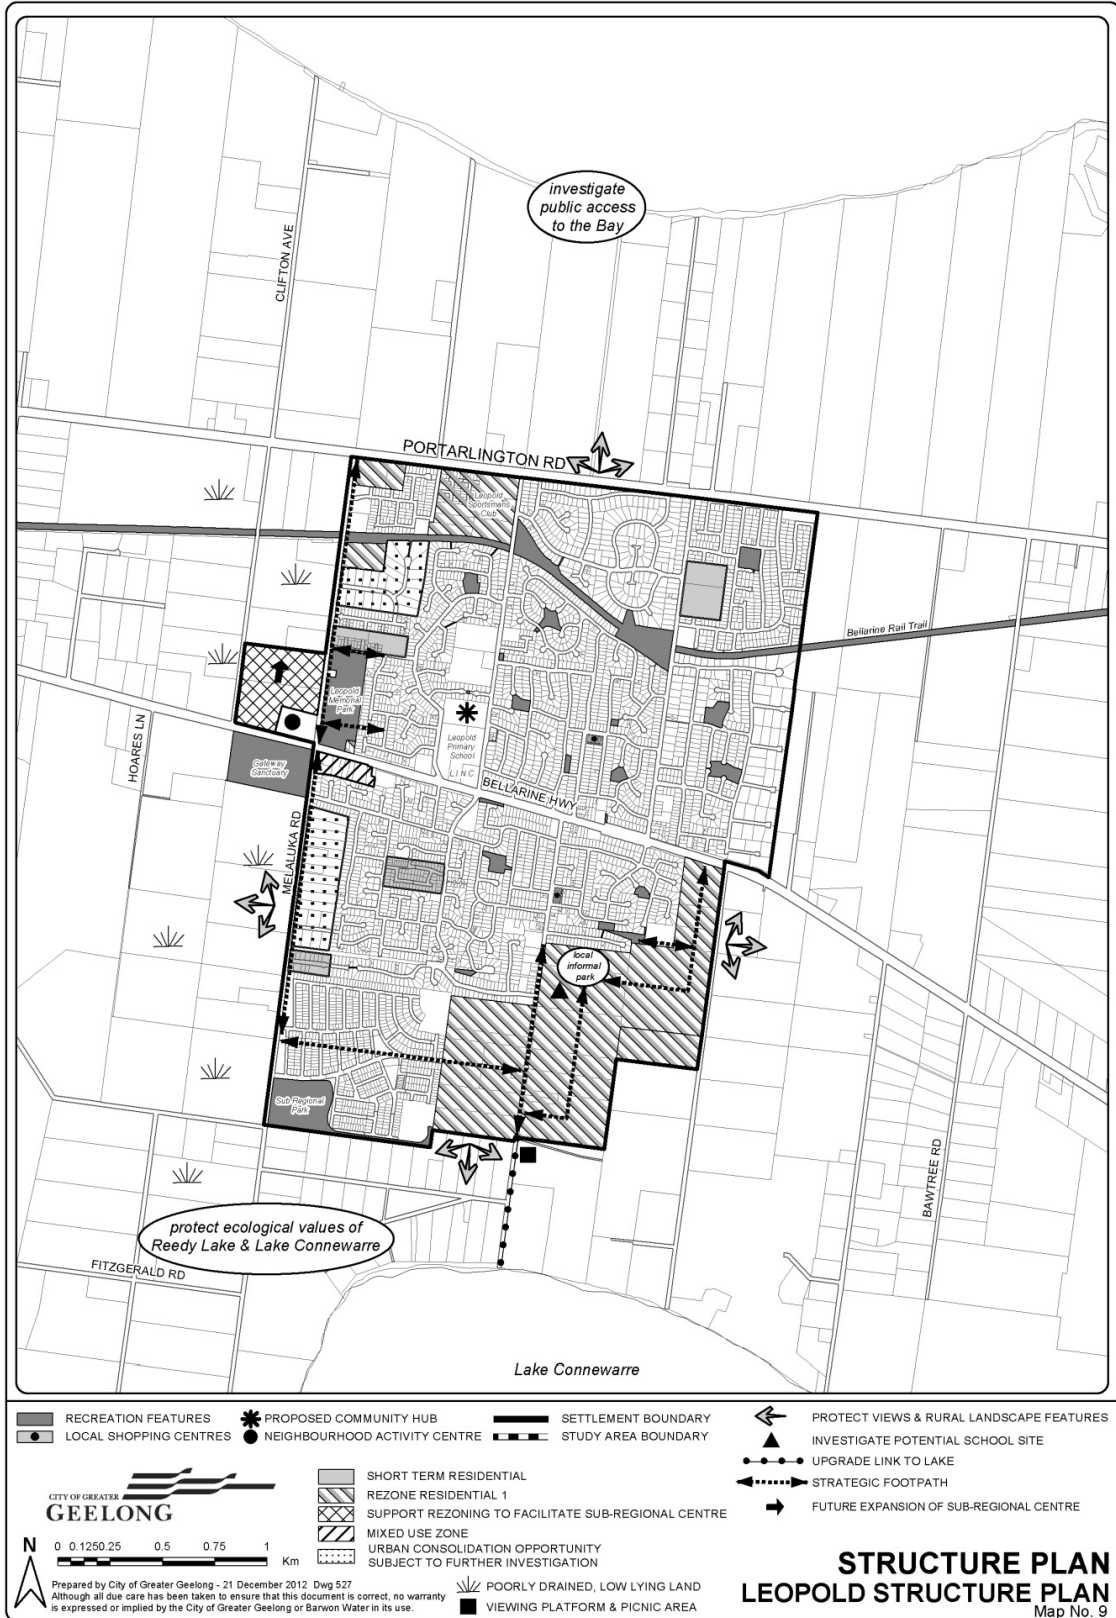 investigate
public access
to the Bay
CLIFTON AVE
PORTARLINGTON RD
Leopold
Sportsmans
Club
Bellarine Rail Trail
Leopold
Memorial
Park
HOARES LN
Leopold
Primary
School
L.I.N.C.
Gateway
Sanctuary
BELLARINE HWY
MELALUKA RD
local
informal
park
Sub Regional
Park
BAWTREE RD
protect ecological values of
Reedy Lake & Lake Connewarre
FITZGERALD RD
Lake Connewarre
RECREATION FEATURES
LOCAL SHOPPING CENTRES
PROPOSED COMMUNITY HUB
NEIGHBOURHOOD ACTIVITY CENTRE
SETTLEMENT BOUNDARY
STUDY AREA BOUNDARY
PROTECT VIEWS & RURAL LANDSCAPE FEATURES
INVESTIGATE POTENTIAL SCHOOL SITE
UPGRADE LINK TO LAKE
STRATEGIC FOOTPATH
FUTURE EXPANSION OF SUB-REGIONAL CENTRE
SHORT TERM RESIDENTIAL
REZONE RESIDENTIAL 1
SUPPORT REZONING TO FACILITATE SUB-REGIONAL CENTRE
MIXED USE ZONE
URBAN CONSOLIDATION OPPORTUNITY
SUBJECT TO FURTHER INVESTIGATION
POORLY DRAINED, LOW LYING LAND
VIEWING PLATFORM & PICNIC AREA
CITY OF GREATER
GEELONG
N
0 0.1250.25 0.5 0.75 1
Km
Prepared by City of Greater Geelong - 21 December 2012 Dwg 527
Although all due care has been taken to ensure that this document is correct, no warranty
is expressed or implied by the City of Greater Geelong or Barwon Water in its use.
STRUCTURE PLAN
LEOPOLD STRUCTURE PLAN
Map No. 9